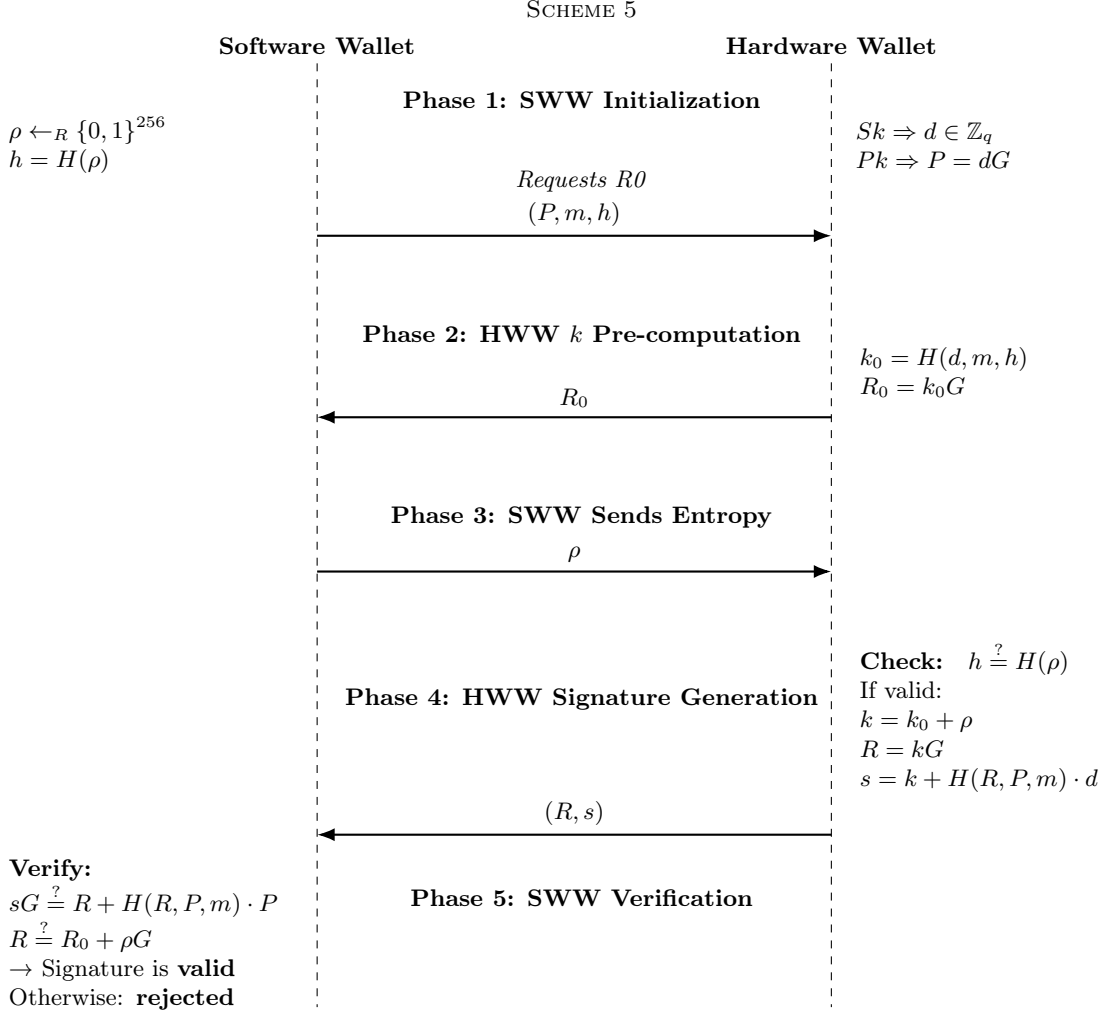 SCHEME 5
Software Wallet
Hardware Wallet
Phase 1: SWW Initialization
ρ ←R {0, 1}^256
h = H(ρ)
Sk ⇒ d ∈ ℤq
Pk ⇒ P = dG
Requests R0
(P, m, h)
Phase 2: HWW k Pre-computation
k₀ = H(d, m, h)
R₀ = k₀G
R₀
Phase 3: SWW Sends Entropy
ρ
Check: h ≟ H(ρ)
If valid:
Phase 4: HWW Signature Generation
k = k₀ + ρ
R = kG
s = k + H(R, P, m) · d
(R, s)
Verify:
Phase 5: SWW Verification
sG ≟ R + H(R, P, m) · P
R ≟ R₀ + ρG
→ Signature is valid
Otherwise: rejected